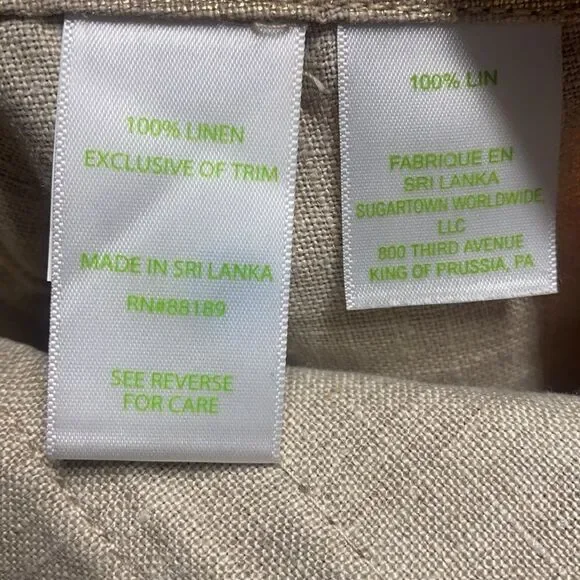 100% LINEN
EXCLUSIVE OF TRIM
MADE IN SRI LANKA
RN#88189
SEE REVERSE
FOR CARE
100% LIN
FABRIQUE EN
SRI LANKA
SUGARTOWN WORLDWIDE,
LLC
800 THIRD AVENUE
KING OF PRUSSIA, PA